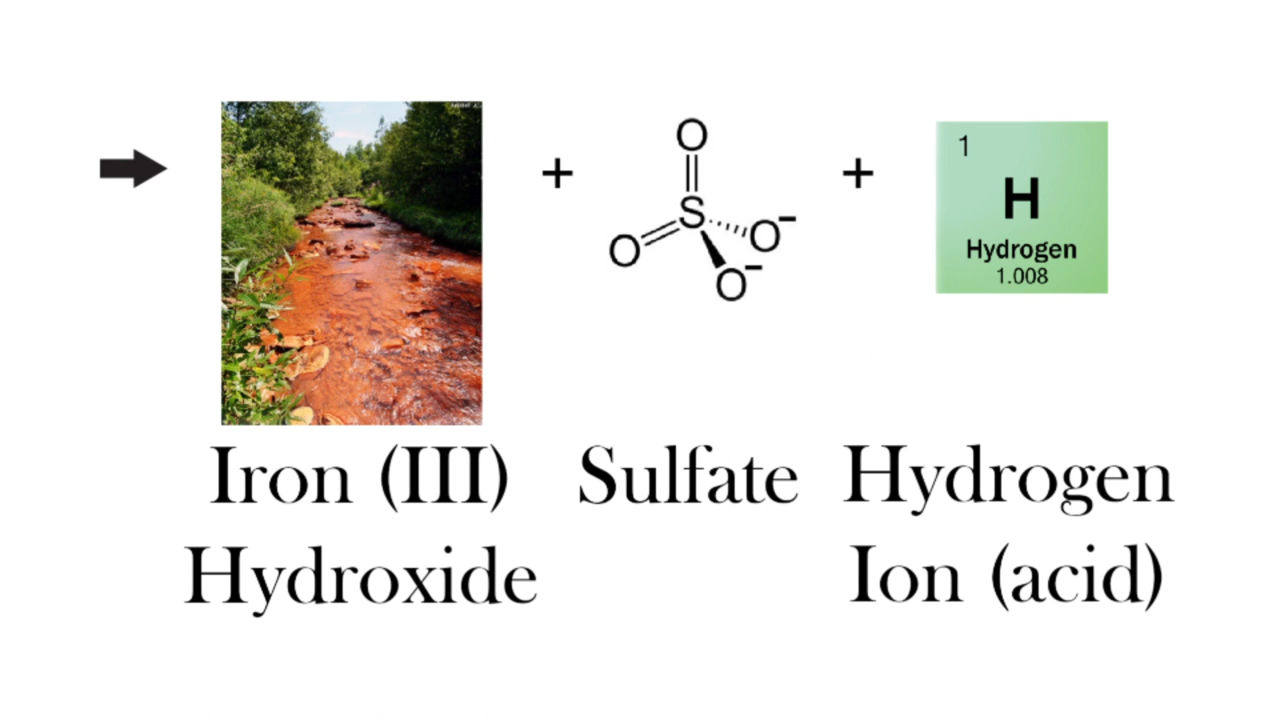 +
+
O
S
O
O⁻
O⁻
1
H
Hydrogen
1.008
Iron (III)
Hydroxide
Sulfate
Hydrogen
Ion (acid)